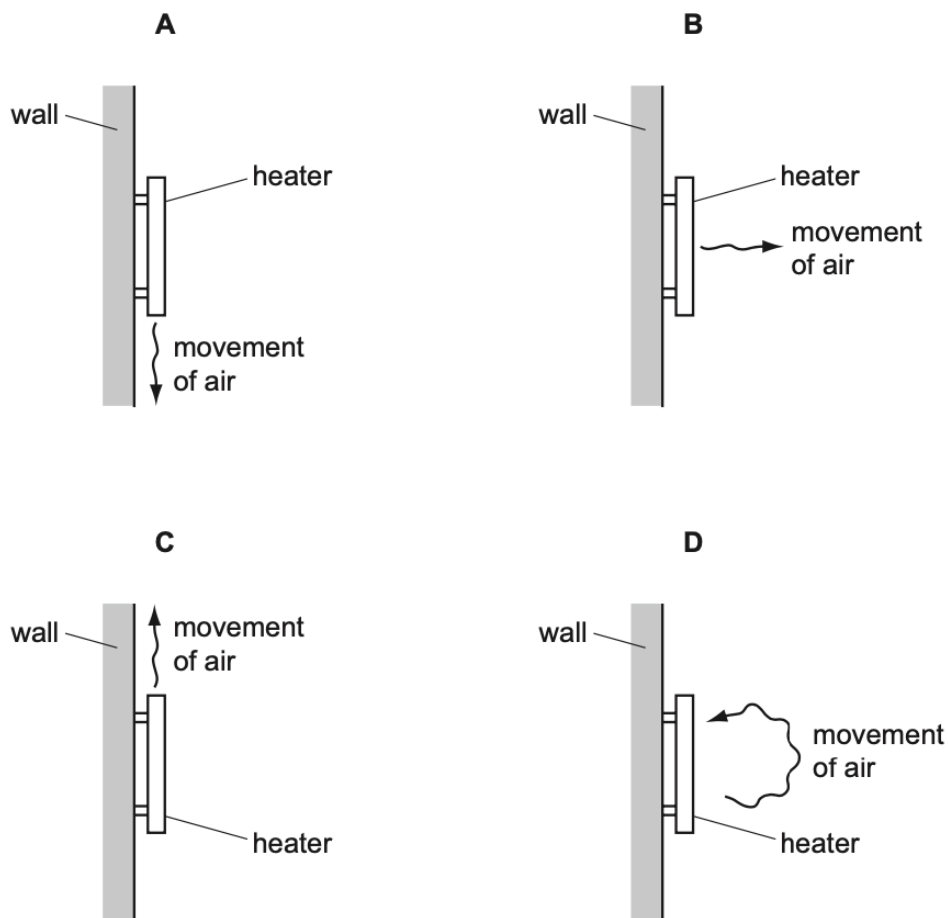 A
wall
heater
movement
of air
B
wall
heater
movement
of air
C
wall
movement
of air
heater
D
wall
movement
of air
heater